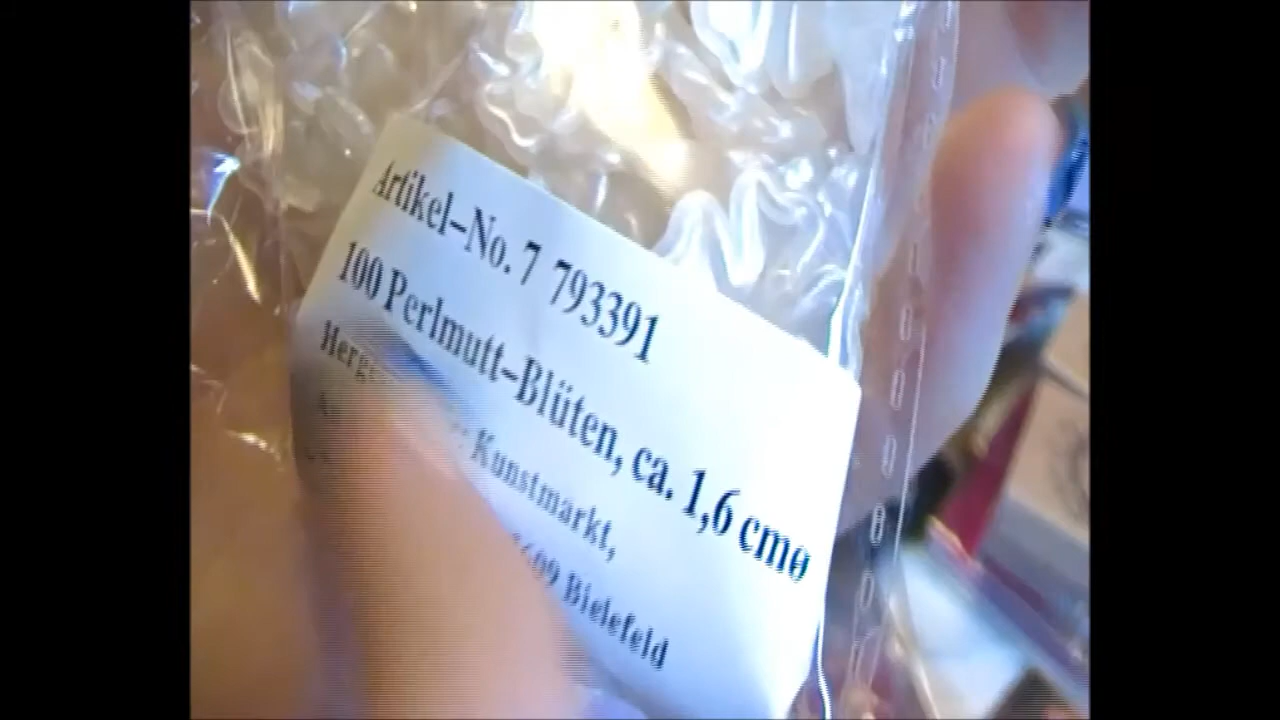 Artikel-No. 7 793391
100 Perlmutt-Blüten, ca. 1,6 cmø
Kunstmarkt,
Bielefeld